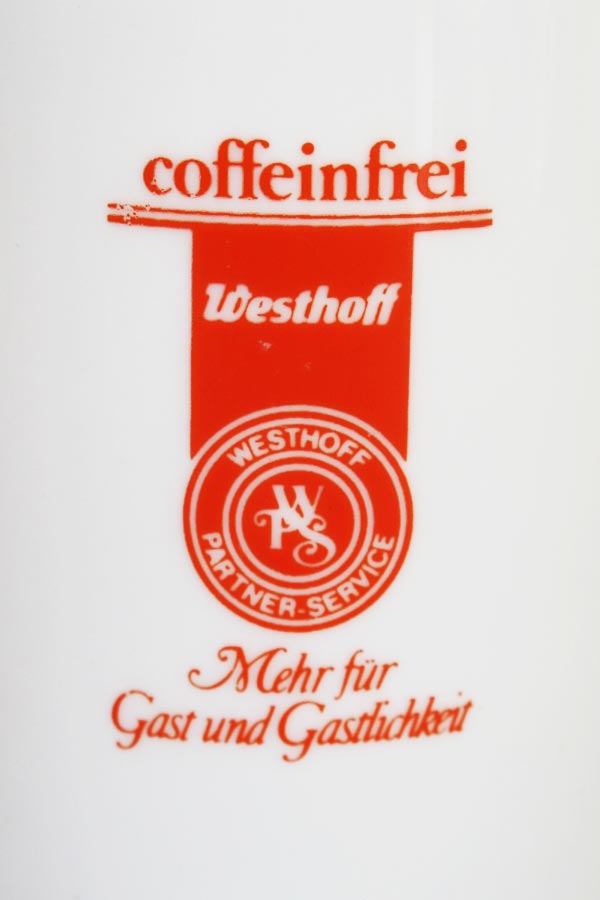 coffeinfrei
Westhoff
WESTHOFF
WPS
PARTNER-SERVICE
Mehr für
Gast und Gastlichkeit